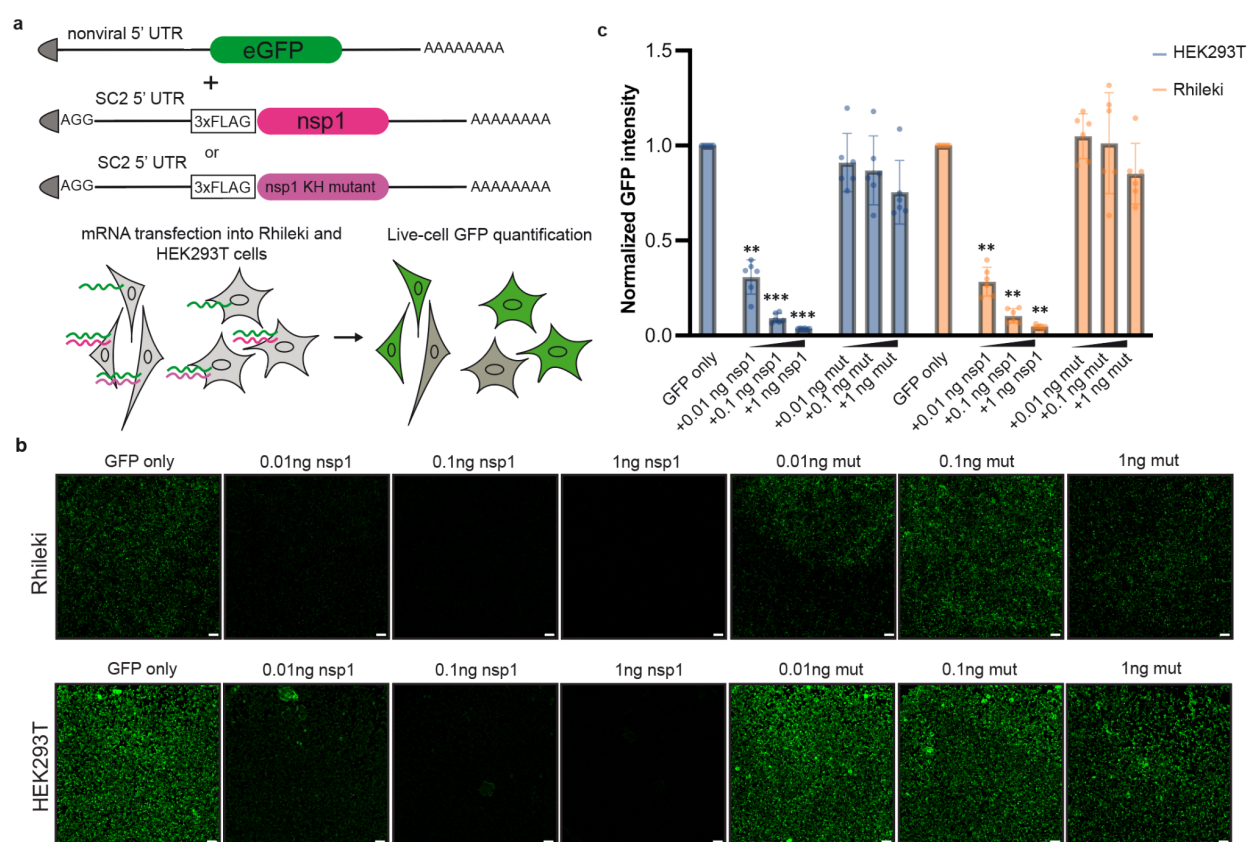 a
nonviral 5’ UTR
eGFP
AAAAAAAA
+
SC2 5’ UTR
AGG
3xFLAG
nsp1
AAAAAAAA
or
SC2 5’ UTR
AGG
3xFLAG
nsp1 KH mutant
AAAAAAAA
mRNA transfection into Rhileki and
HEK293T cells
Live-cell GFP quantification
c
Normalized GFP intensity
1.5
1.0
0.5
0.0
**
***
***
**
**
**
HEK293T
Rhileki
GFP only
+0.01 ng nsp1
+0.1 ng nsp1
+1 ng nsp1
+0.01 ng mut
+0.1 ng mut
+1 ng mut
GFP only
+0.01 ng nsp1
+0.1 ng nsp1
+1 ng nsp1
+0.01 ng mut
+0.1 ng mut
+1 ng mut
b
GFP only
0.01ng nsp1
0.1ng nsp1
1ng nsp1
0.01ng mut
0.1ng mut
1ng mut
Rhileki
GFP only
0.01ng nsp1
0.1ng nsp1
1ng nsp1
0.01ng mut
0.1ng mut
1ng mut
HEK293T